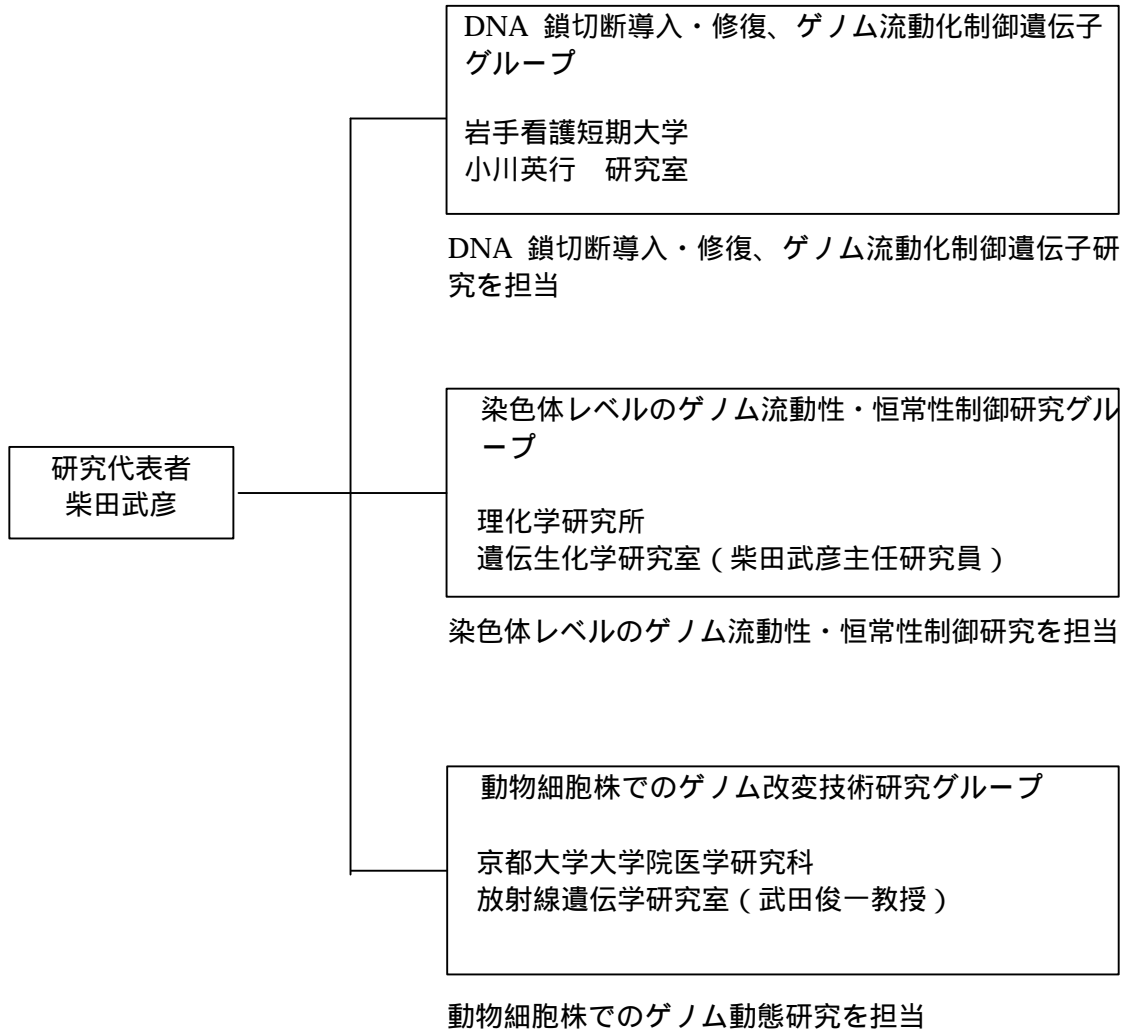 DNA 鎖切断導入・修復、ゲノム流動化制御遺伝子
グループ
岩手看護短期大学
小川英行　研究室
DNA 鎖切断導入・修復、ゲノム流動化制御遺伝子研
究を担当
研究代表者
柴田武彦
染色体レベルのゲノム流動性・恒常性制御研究グル
ープ
理化学研究所
遺伝生化学研究室（柴田武彦主任研究員）
染色体レベルのゲノム流動性・恒常性制御研究を担当
動物細胞株でのゲノム改変技術研究グループ
京都大学大学院医学研究科
放射線遺伝学研究室（武田俊一教授）
動物細胞株でのゲノム動態研究を担当